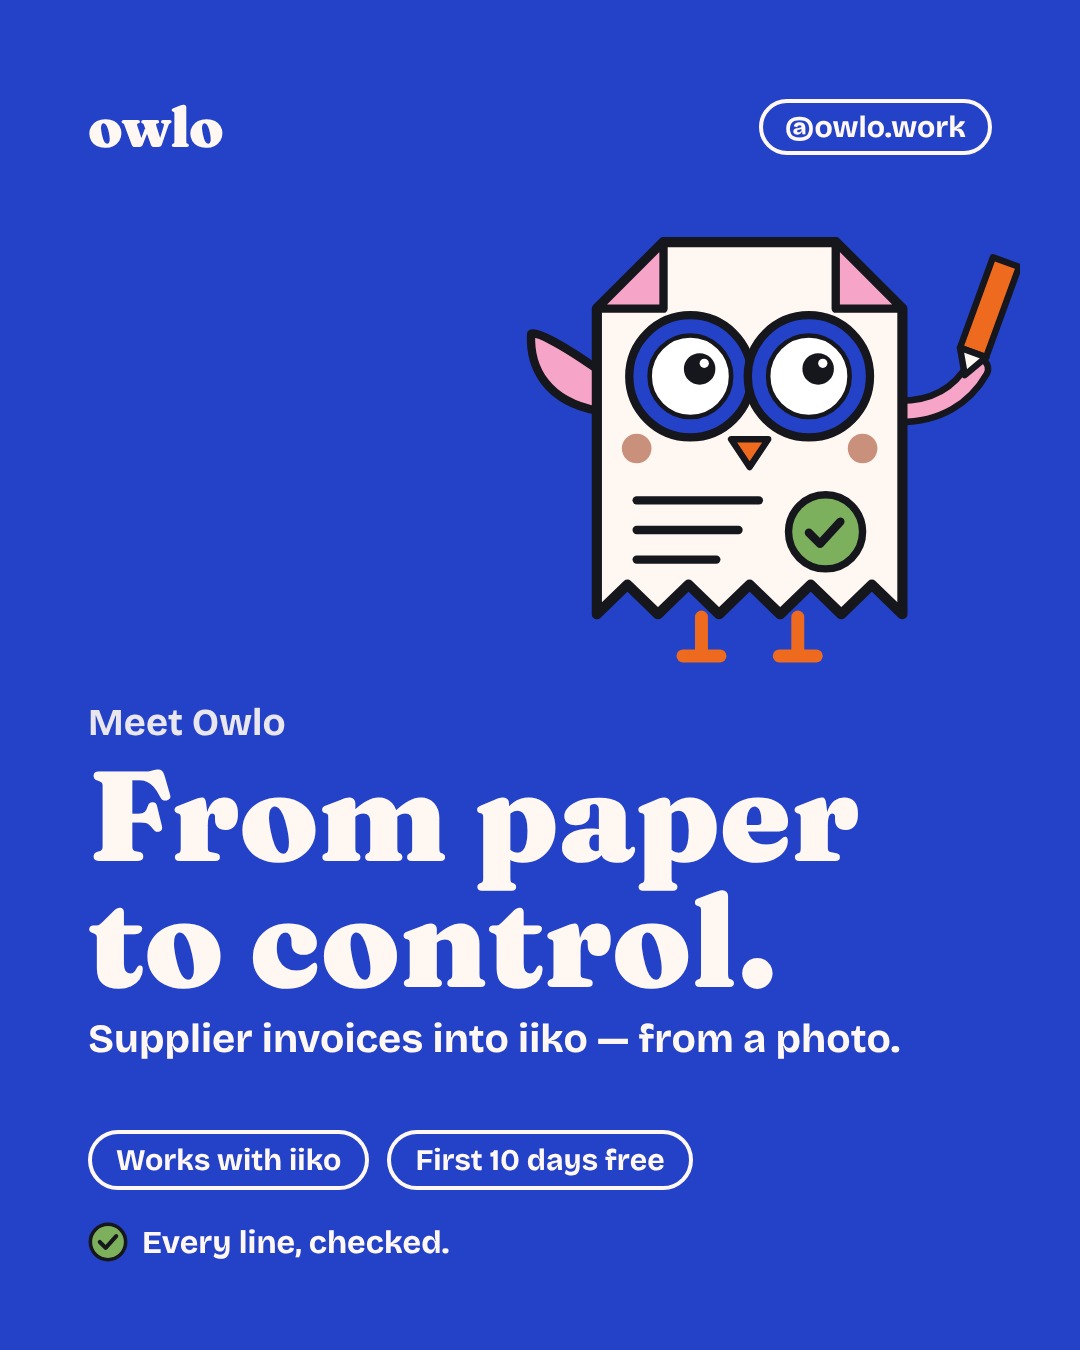 owlo
@owlo.work
Meet Owlo
From paper
to control.
Supplier invoices into iiko — from a photo.
Works with iiko
First 10 days free
Every line, checked.